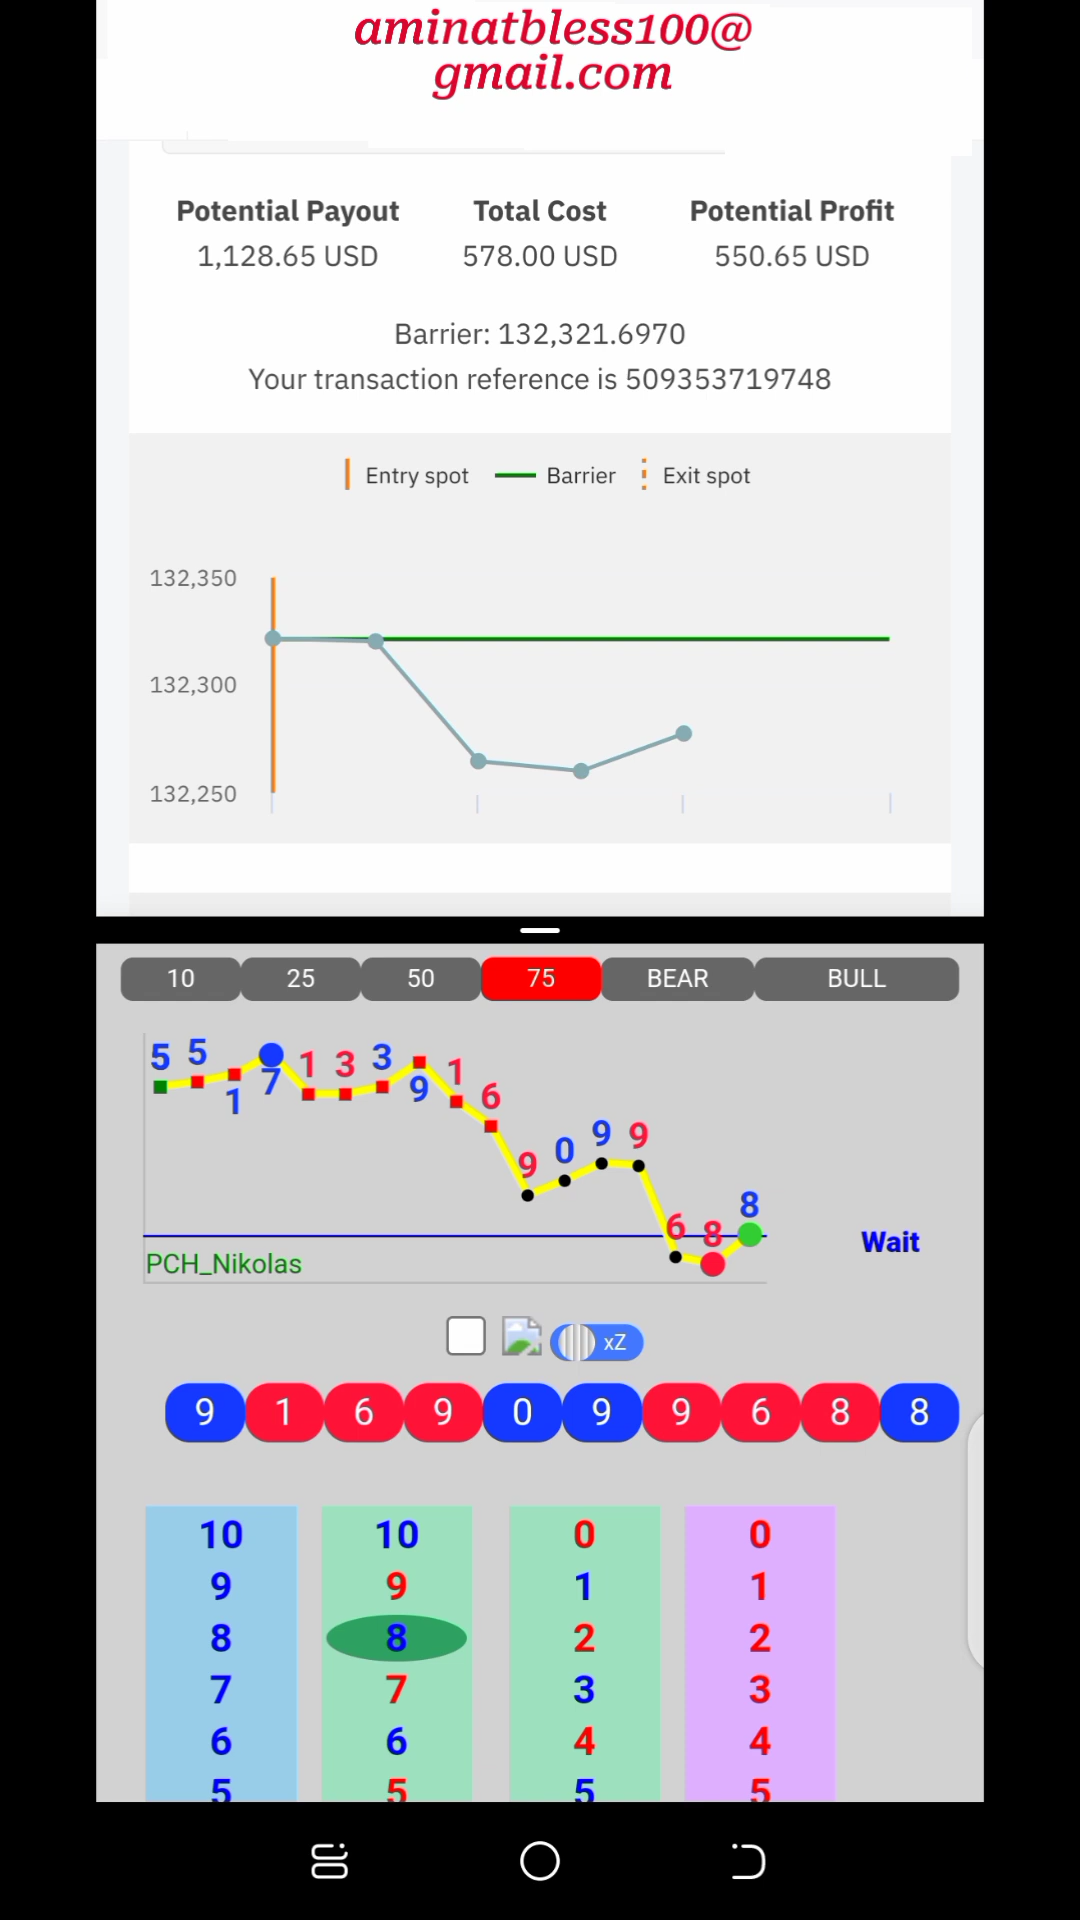 aminatbless100@
gmail.com
Potential Payout Total Cost Potential Profit
1,128.65 USD 578.00 USD 550.65 USD
Barrier: 132,321.6970
Your transaction reference is 509353719748
Entry spot Barrier Exit spot
132,350
132,300
132,250
10 25 50 75 BEAR BULL
5 5 1 7 1 3 3 9 1 6 9 0 9 9 6 8 8
Wait
PCH_Nikolas
xZ
9 1 6 9 0 9 9 6 8 8
10 10 0 0
9 9 1 1
8 8 2 2
7 7 3 3
6 6 4 4
5 5 5 5